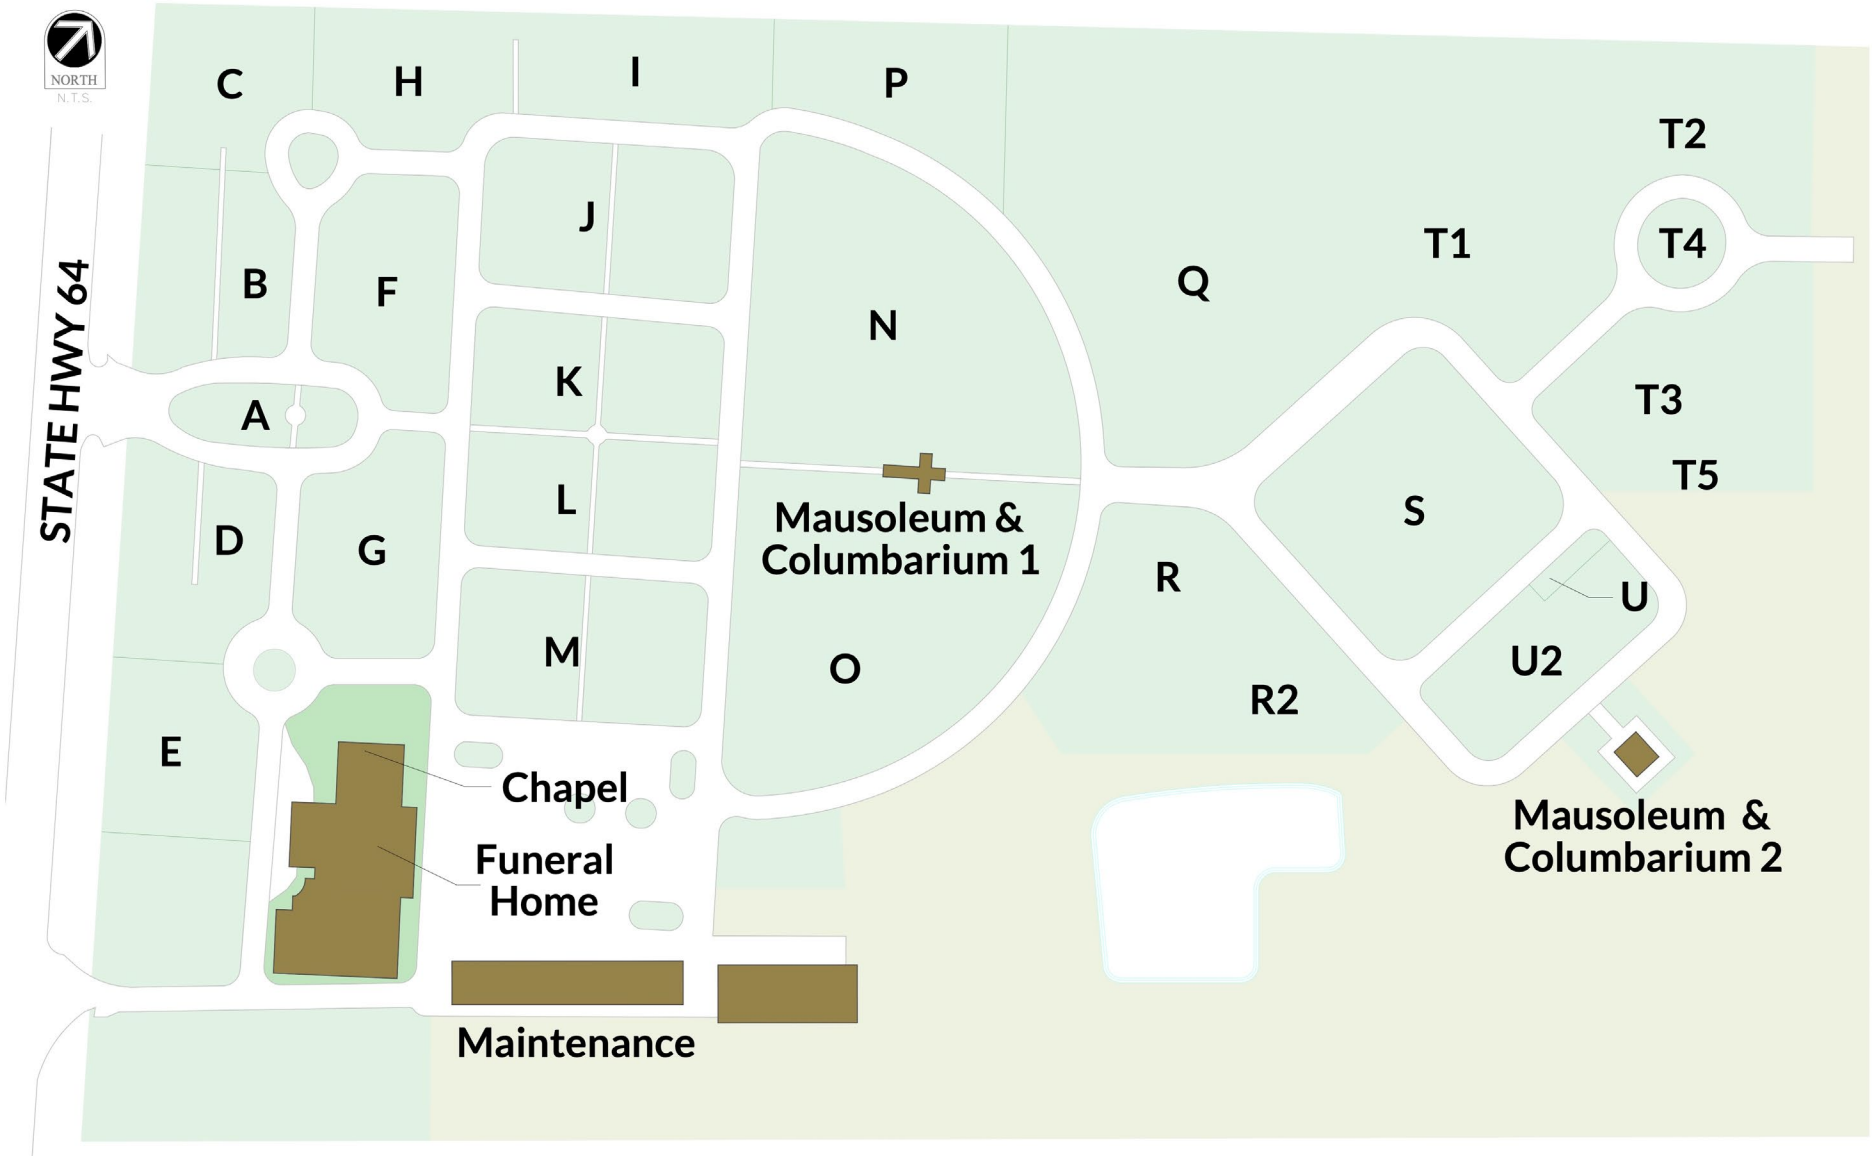 NORTH
N.T.S.
C
H
I
P
T2
J
T1
T4
Q
B
F
N
STATE HWY 64
K
T3
A
T5
L
S
Mausoleum &
Columbarium 1
D
G
R
U
M
O
U2
R2
E
Chapel
Mausoleum &
Columbarium 2
Funeral
Home
Maintenance